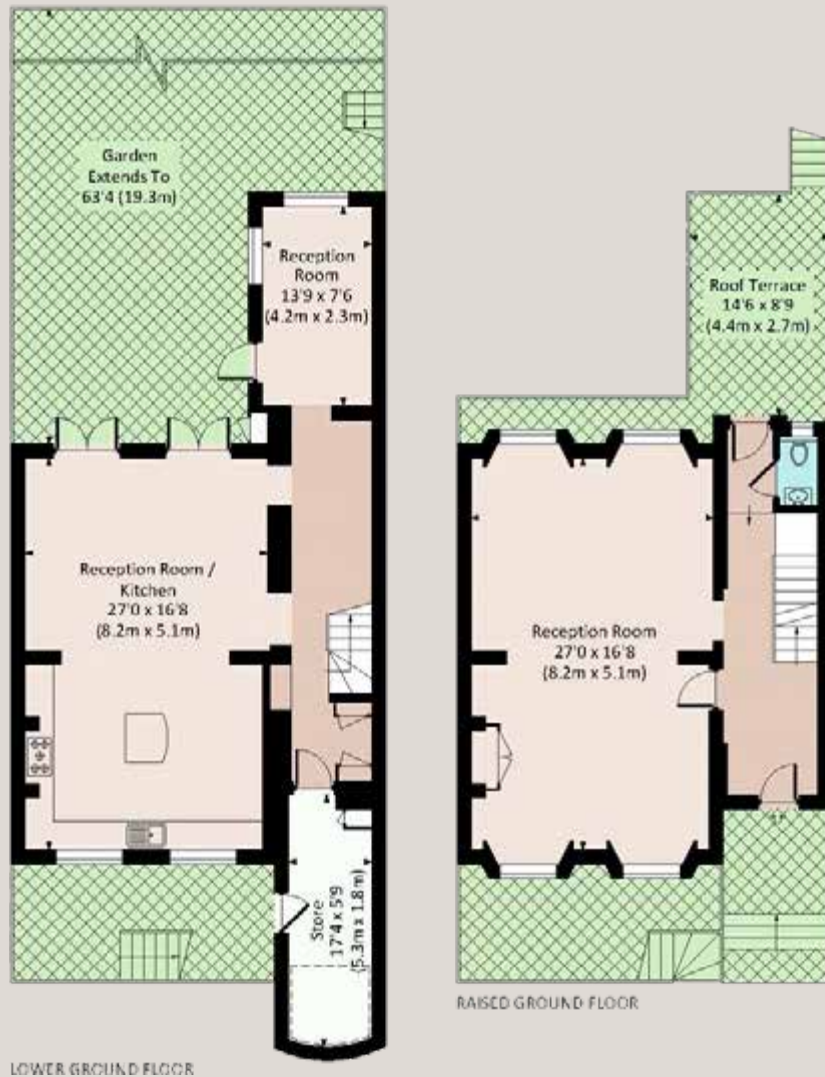 Garden
Extends To
63'4 (19.3m)
Reception
Room
13'9 x 7'6
(4.2m x 2.3m)
Reception Room /
Kitchen
27'0 x 16'8
(8.2m x 5.1m)
Store
17'4 x 5'9
(5.3m x 1.8m)
LOWER GROUND FLOOR
Roof Terrace
14'6 x 8'9
(4.4m x 2.7m)
Reception Room
27'0 x 16'8
(8.2m x 5.1m)
RAISED GROUND FLOOR